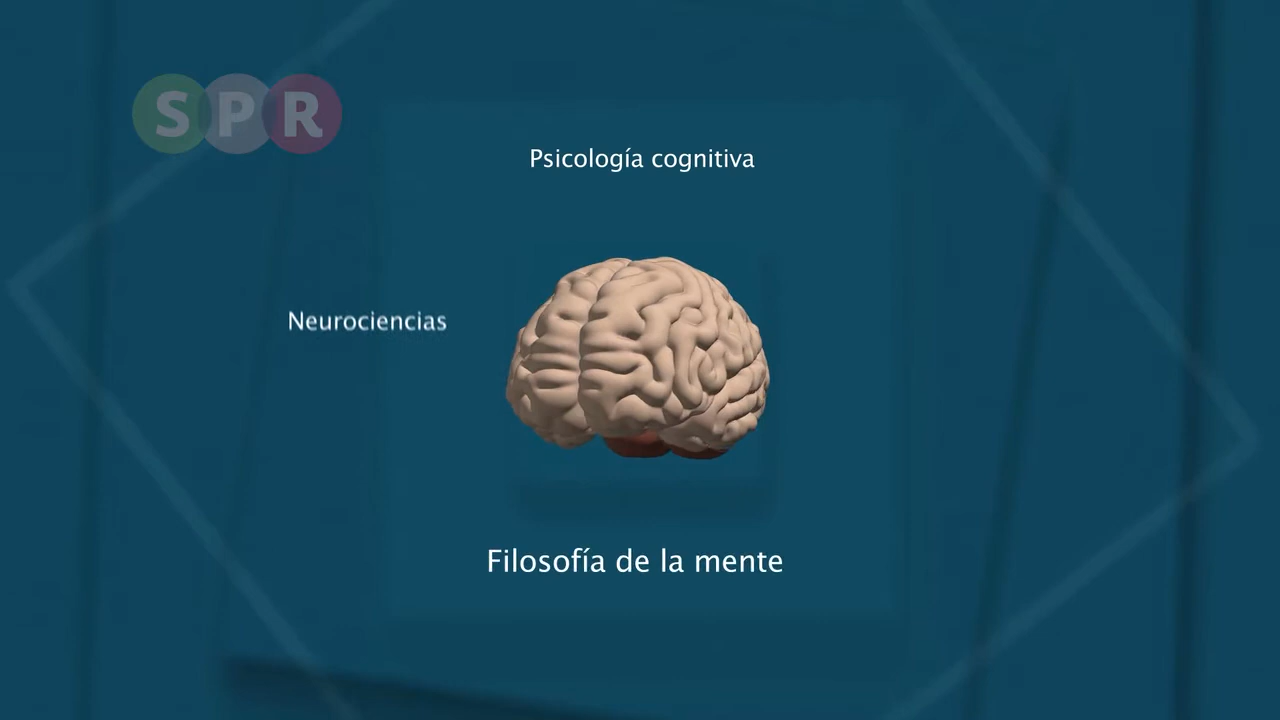 SPR
Psicología cognitiva
Neurociencias
Filosofía de la mente